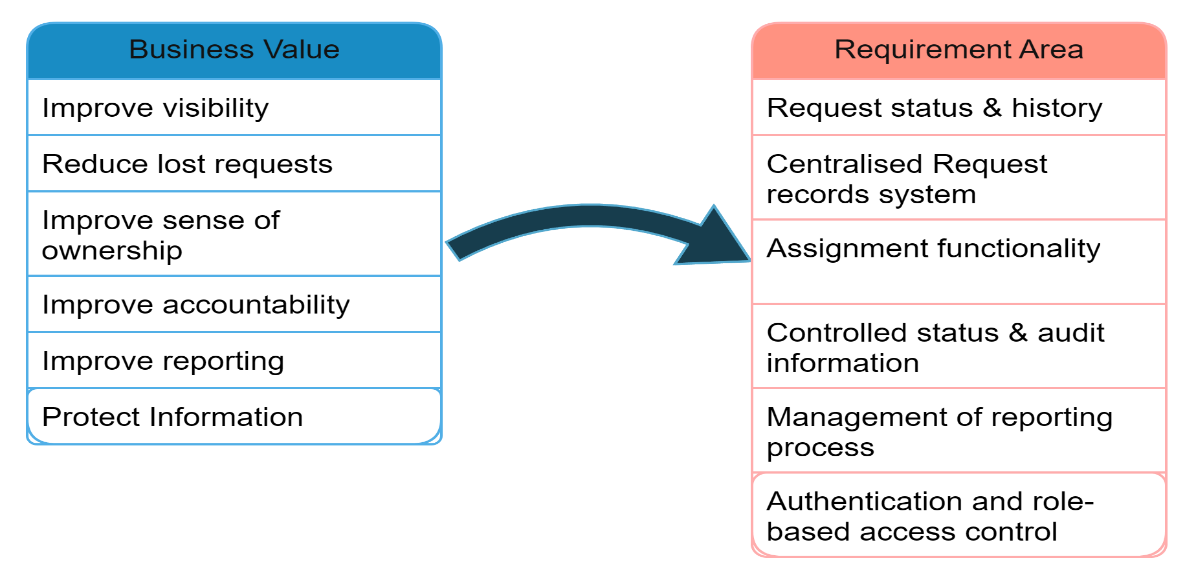 Business Value
Improve visibility
Reduce lost requests
Improve sense of
ownership
Improve accountability
Improve reporting
Protect Information
Requirement Area
Request status & history
Centralised Request
records system
Assignment functionality
Controlled status & audit
information
Management of reporting
process
Authentication and role-
based access control